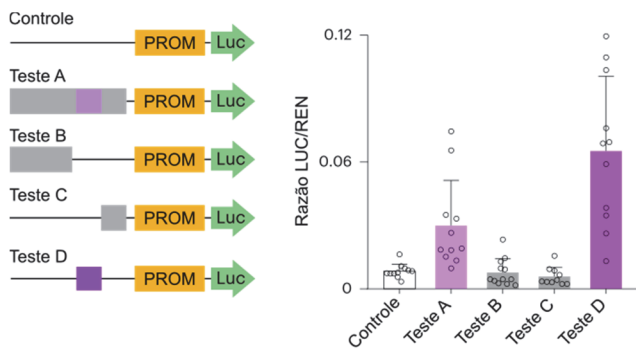 Controle
PROM Luc
Teste A
PROM Luc
Teste B
PROM Luc
Teste C
PROM Luc
Teste D
PROM Luc
Razão LUC/REN
0.12
0.06
0
Controle
Teste A
Teste B
Teste C
Teste D